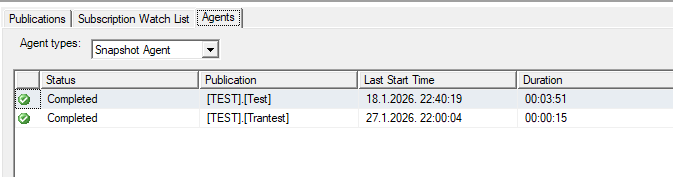 Publications Subscription Watch List Agents
Agent types: Snapshot Agent
Status Publication Last Start Time Duration
Completed [TEST].[Test] 18.1.2026. 22:40:19 00:03:51
Completed [TEST].[Trantest] 27.1.2026. 22:00:04 00:00:15